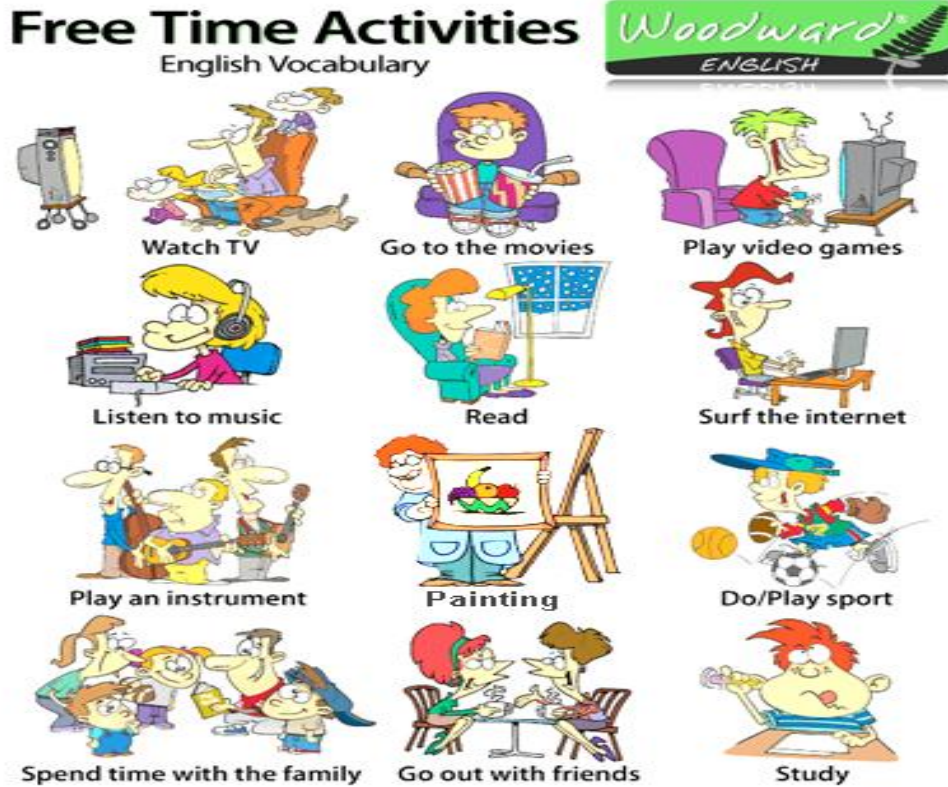 Free Time Activities
English Vocabulary
Woodward®
ENGLISH
Watch TV
Go to the movies
Play video games
Listen to music
Read
Surf the internet
Play an instrument
Painting
Do/Play sport
Spend time with the family
Go out with friends
Study